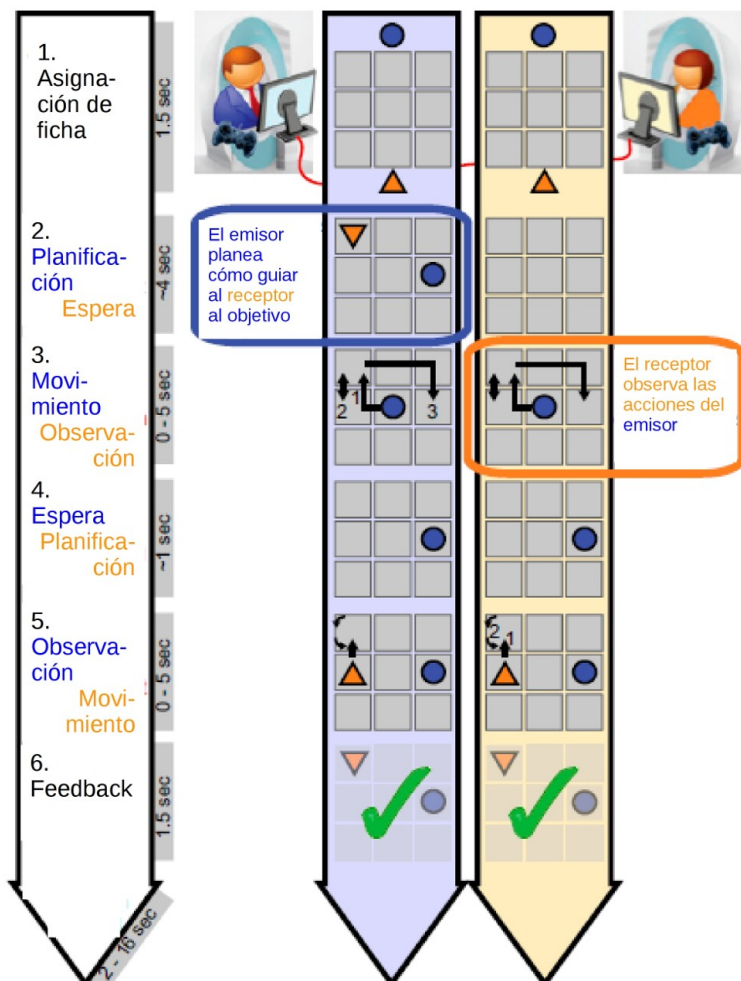 1.
Asigna-
ción de
ficha
1.5 sec
2.
Planifica-
ción
Espera
~4 sec
El emisor
planea
cómo guiar
al receptor
al objetivo
3.
Movi-
miento
Observa-
ción
0 - 5 sec
1
2
3
El receptor
observa las
acciones del
emisor
4.
Espera
Planifica-
ción
~1 sec
5.
Observa-
ción
Movi-
miento
0 - 5 sec
2
1
6.
Feedback
1.5 sec
2 - 16 sec